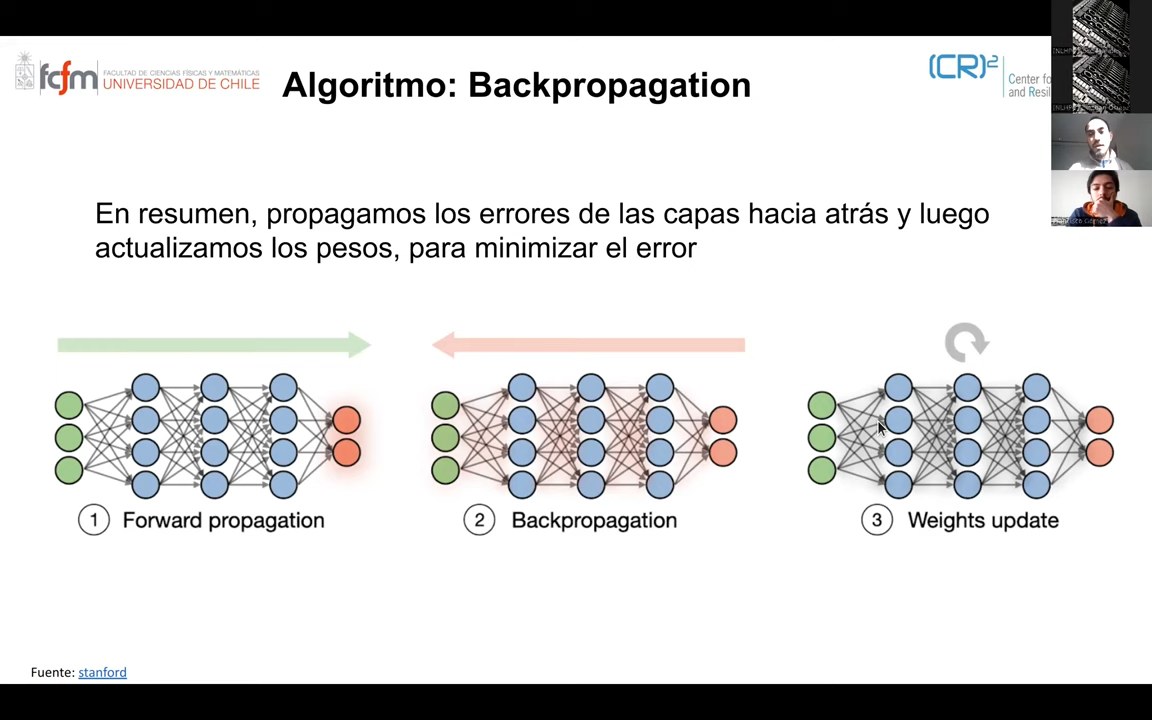 fcfm
FACULTAD DE CIENCIAS FÍSICAS Y MATEMÁTICAS
UNIVERSIDAD DE CHILE
Algoritmo: Backpropagation
(CR)²
Center for
and Resil
En resumen, propagamos los errores de las capas hacia atrás y luego
actualizamos los pesos, para minimizar el error
1 Forward propagation
2 Backpropagation
3 Weights update
Fuente: stanford